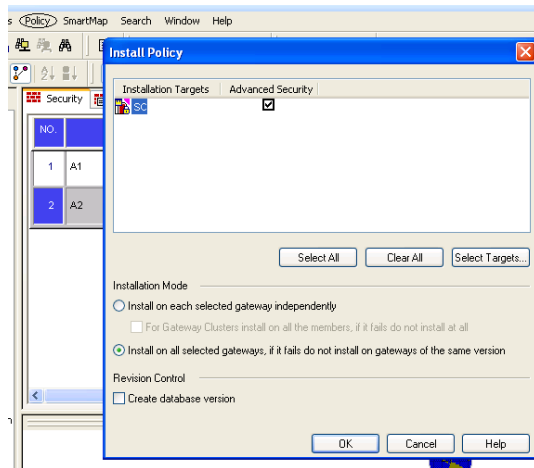 s Policy SmartMap Search Window Help
Install Policy
Security
NO.
1 A1
2 A2
Installation Targets Advanced Security
SC
Select All Clear All Select Targets...
Installation Mode
Install on each selected gateway independently
For Gateway Clusters install on all the members, if it fails do not install at all
Install on all selected gateways, if it fails do not install on gateways of the same version
Revision Control
Create database version
OK Cancel Help